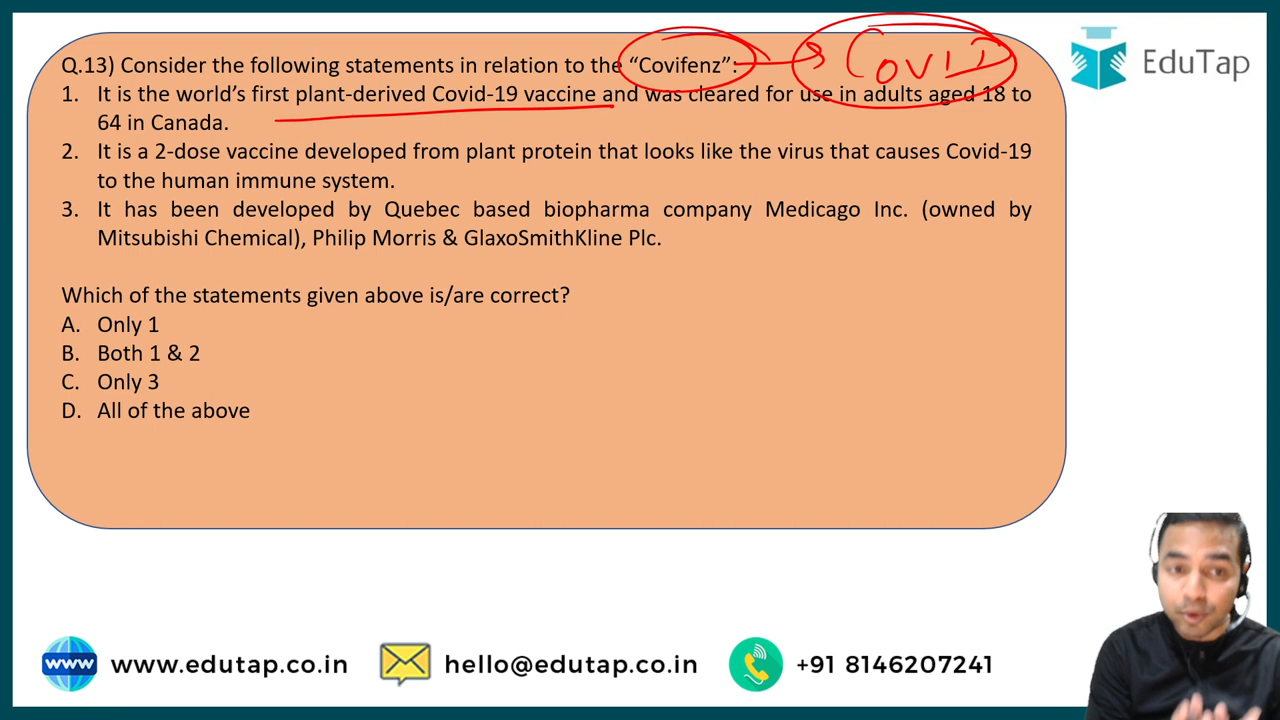 Q.13) Consider the following statements in relation to the “Covifenz”:
COVID
EduTap
1. It is the world’s first plant-derived Covid-19 vaccine and was cleared for use in adults aged 18 to
64 in Canada.
2. It is a 2-dose vaccine developed from plant protein that looks like the virus that causes Covid-19
to the human immune system.
3. It has been developed by Quebec based biopharma company Medicago Inc. (owned by
Mitsubishi Chemical), Philip Morris & GlaxoSmithKline Plc.
Which of the statements given above is/are correct?
A. Only 1
B. Both 1 & 2
C. Only 3
D. All of the above
www www.edutap.co.in hello@edutap.co.in +91 8146207241